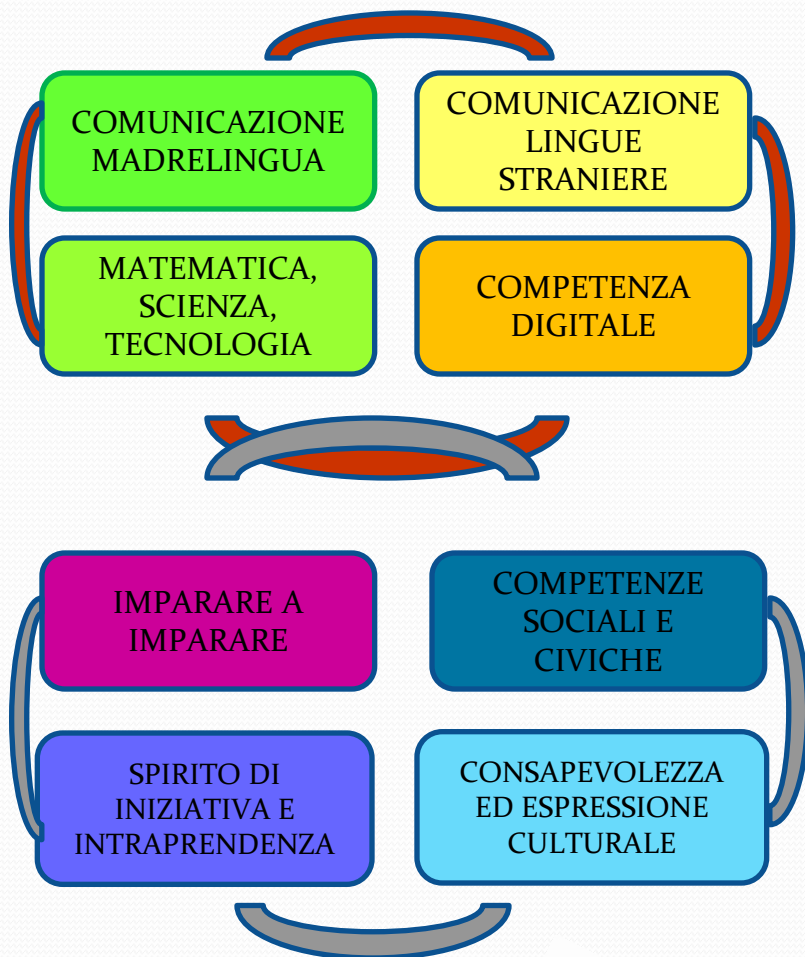 COMUNICAZIONE
MADRELINGUA
COMUNICAZIONE
LINGUE
STRANIERE
MATEMATICA,
SCIENZA,
TECNOLOGIA
COMPETENZA
DIGITALE
IMPARARE A
IMPARARE
COMPETENZE
SOCIALI E
CIVICHE
SPIRITO DI
INIZIATIVA E
INTRAPRENDENZA
CONSAPEVOLEZZA
ED ESPRESSIONE
CULTURALE